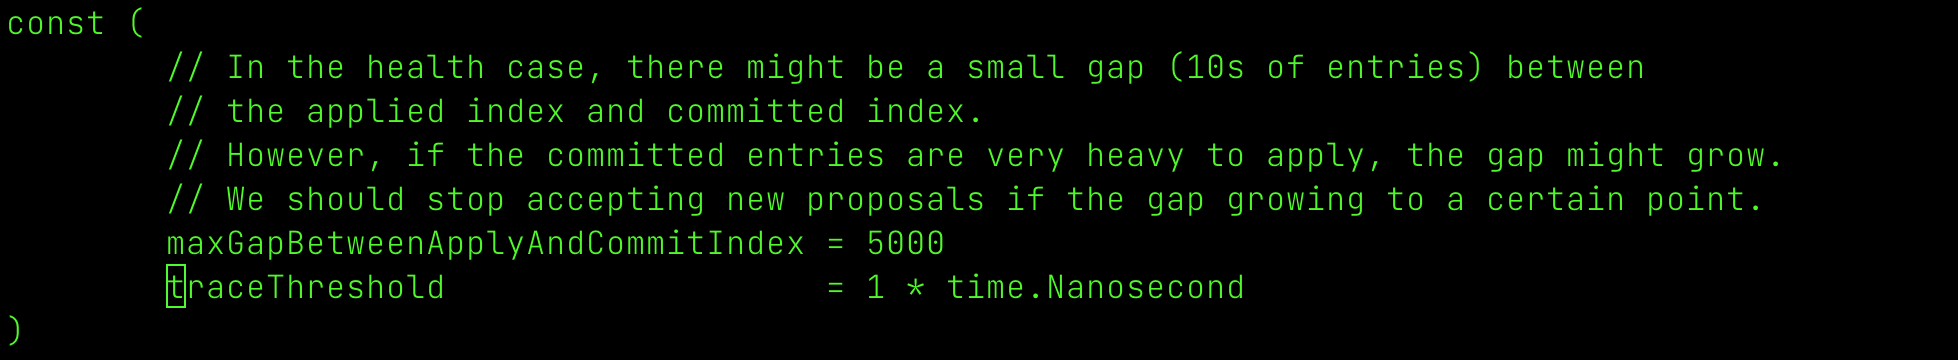 const (
        // In the health case, there might be a small gap (10s of entries) between
        // the applied index and committed index.
        // However, if the committed entries are very heavy to apply, the gap might grow.
        // We should stop accepting new proposals if the gap growing to a certain point.
        maxGapBetweenApplyAndCommitIndex = 5000
        traceThreshold                   = 1 * time.Nanosecond
)